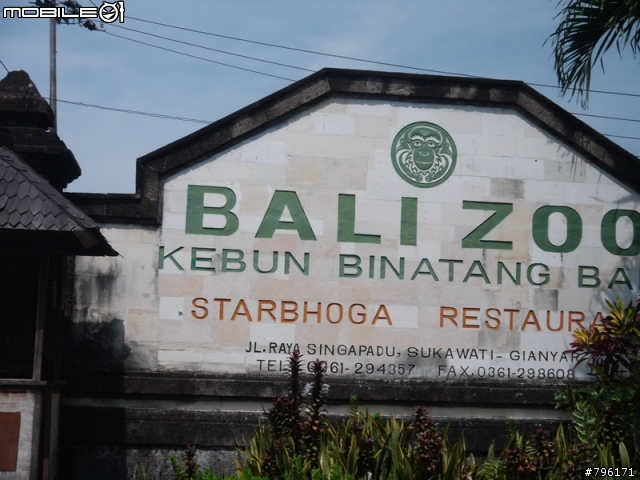 MOBILE01
BALI ZOO
KEBUN BINATANG BA
STARBHOGA RESTAURA
JL. RAYA SINGAPADU, SUKAWATI - GIANYAR
TEL. 0361- 294357 FAX. 0361-298608
#796171